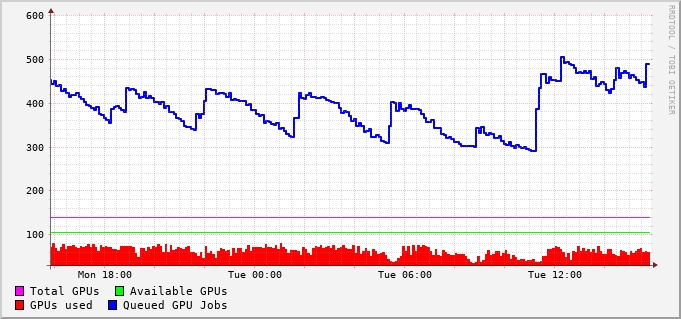 RRDTOOL / TOBI OETIKER
600
500
400
300
200
100
Mon 18:00 Tue 00:00 Tue 06:00 Tue 12:00
Total GPUs Available GPUs
GPUs used Queued GPU Jobs